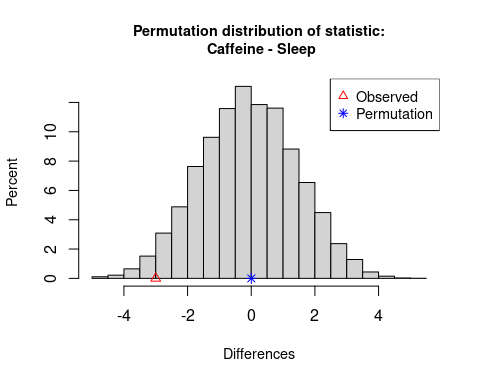 Permutation distribution of statistic:
Caffeine - Sleep
Observed
Permutation
Percent
10
8
6
4
2
0
-4 -2 0 2 4
Differences